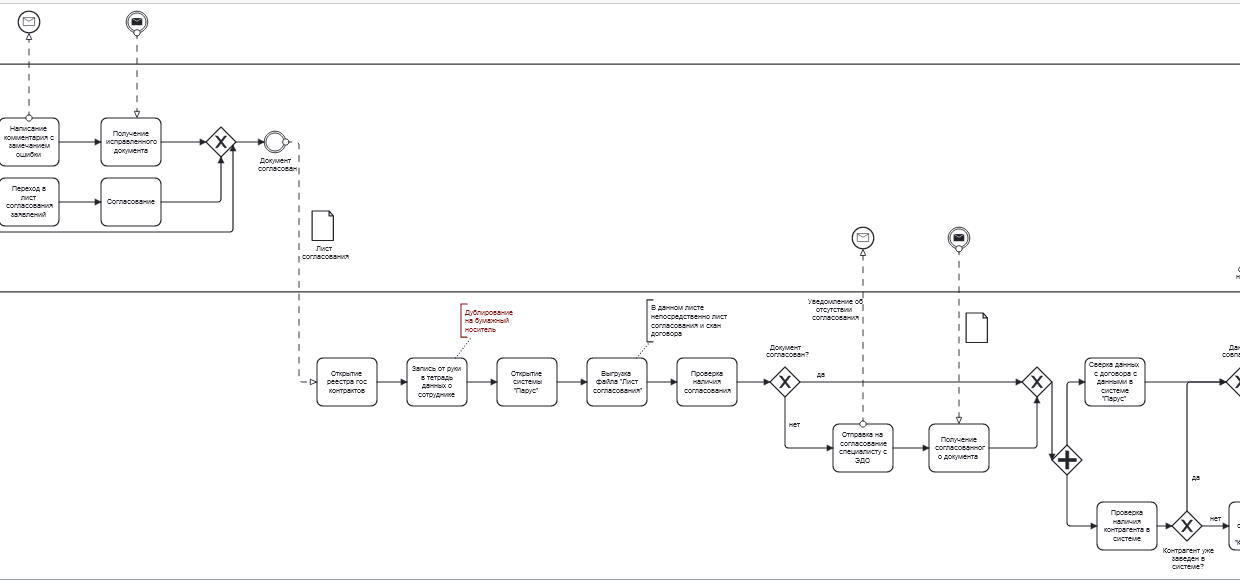 Написание
комментария с
замечанием
ошибки
Получение
исправленного
документа
Документ
согласован
Переход в
лист
согласования
заявлений
Согласование
Лист
согласования
Уведомление об
отсутствии
согласования
Дублирование
на бумажный
носитель
В данном листе
непосредственно лист
согласования и скан
договора
Открытие
реестра гос
контрактов
Запись от руки
в тетрадь
данных о
сотруднике
Открытие
системы
"Парус"
Выгрузка
файла "Лист
согласования"
Проверка
наличия
согласования
Документ
согласован?
да
нет
Отправка на
согласование
специалисту с
ЭДО
Получение
согласованног
о документа
Сверка данных
с договора с
данными в
системе
"Парус"
Проверка
наличия
контрагента в
системе
да
нет
Контрагент уже
заведен в
системе?